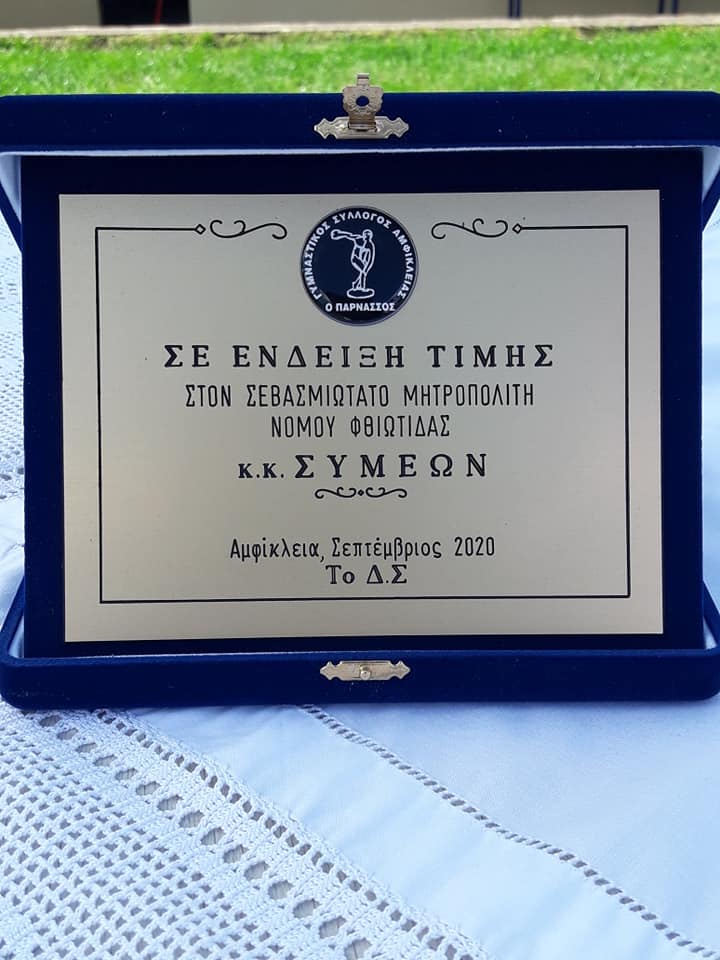 ΓΥΜΝΑΣΤΙΚΟΣ ΣΥΛΛΟΓΟΣ ΑΜΦΙΚΛΕΙΑΣ
Ο ΠΑΡΝΑΣΣΟΣ
ΣΕ ΕΝΔΕΙΞΗ ΤΙΜΗΣ
ΣΤΟΝ ΣΕΒΑΣΜΙΩΤΑΤΟ ΜΗΤΡΟΠΟΛΙΤΗ
ΝΟΜΟΥ ΦΘΙΩΤΙΔΑΣ
κ.κ. ΣΥΜΕΩΝ
Αμφίκλεια, Σεπτέμβριος 2020
Το Δ.Σ